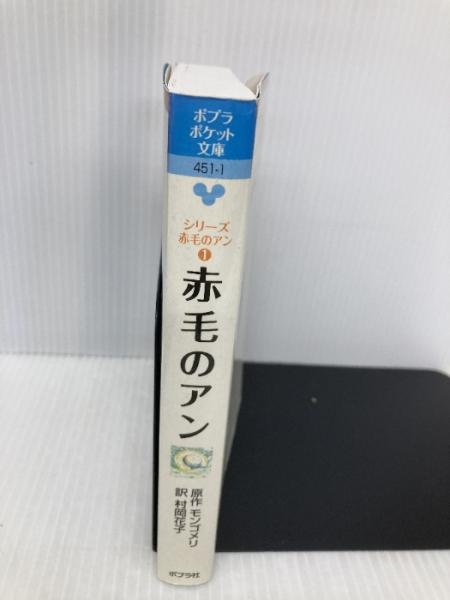 ポプラ
ポケット
文庫
451-1
シリーズ
赤毛のアン
1
赤毛のアン
原作 モンゴメリ
訳 村岡花子
ポプラ社